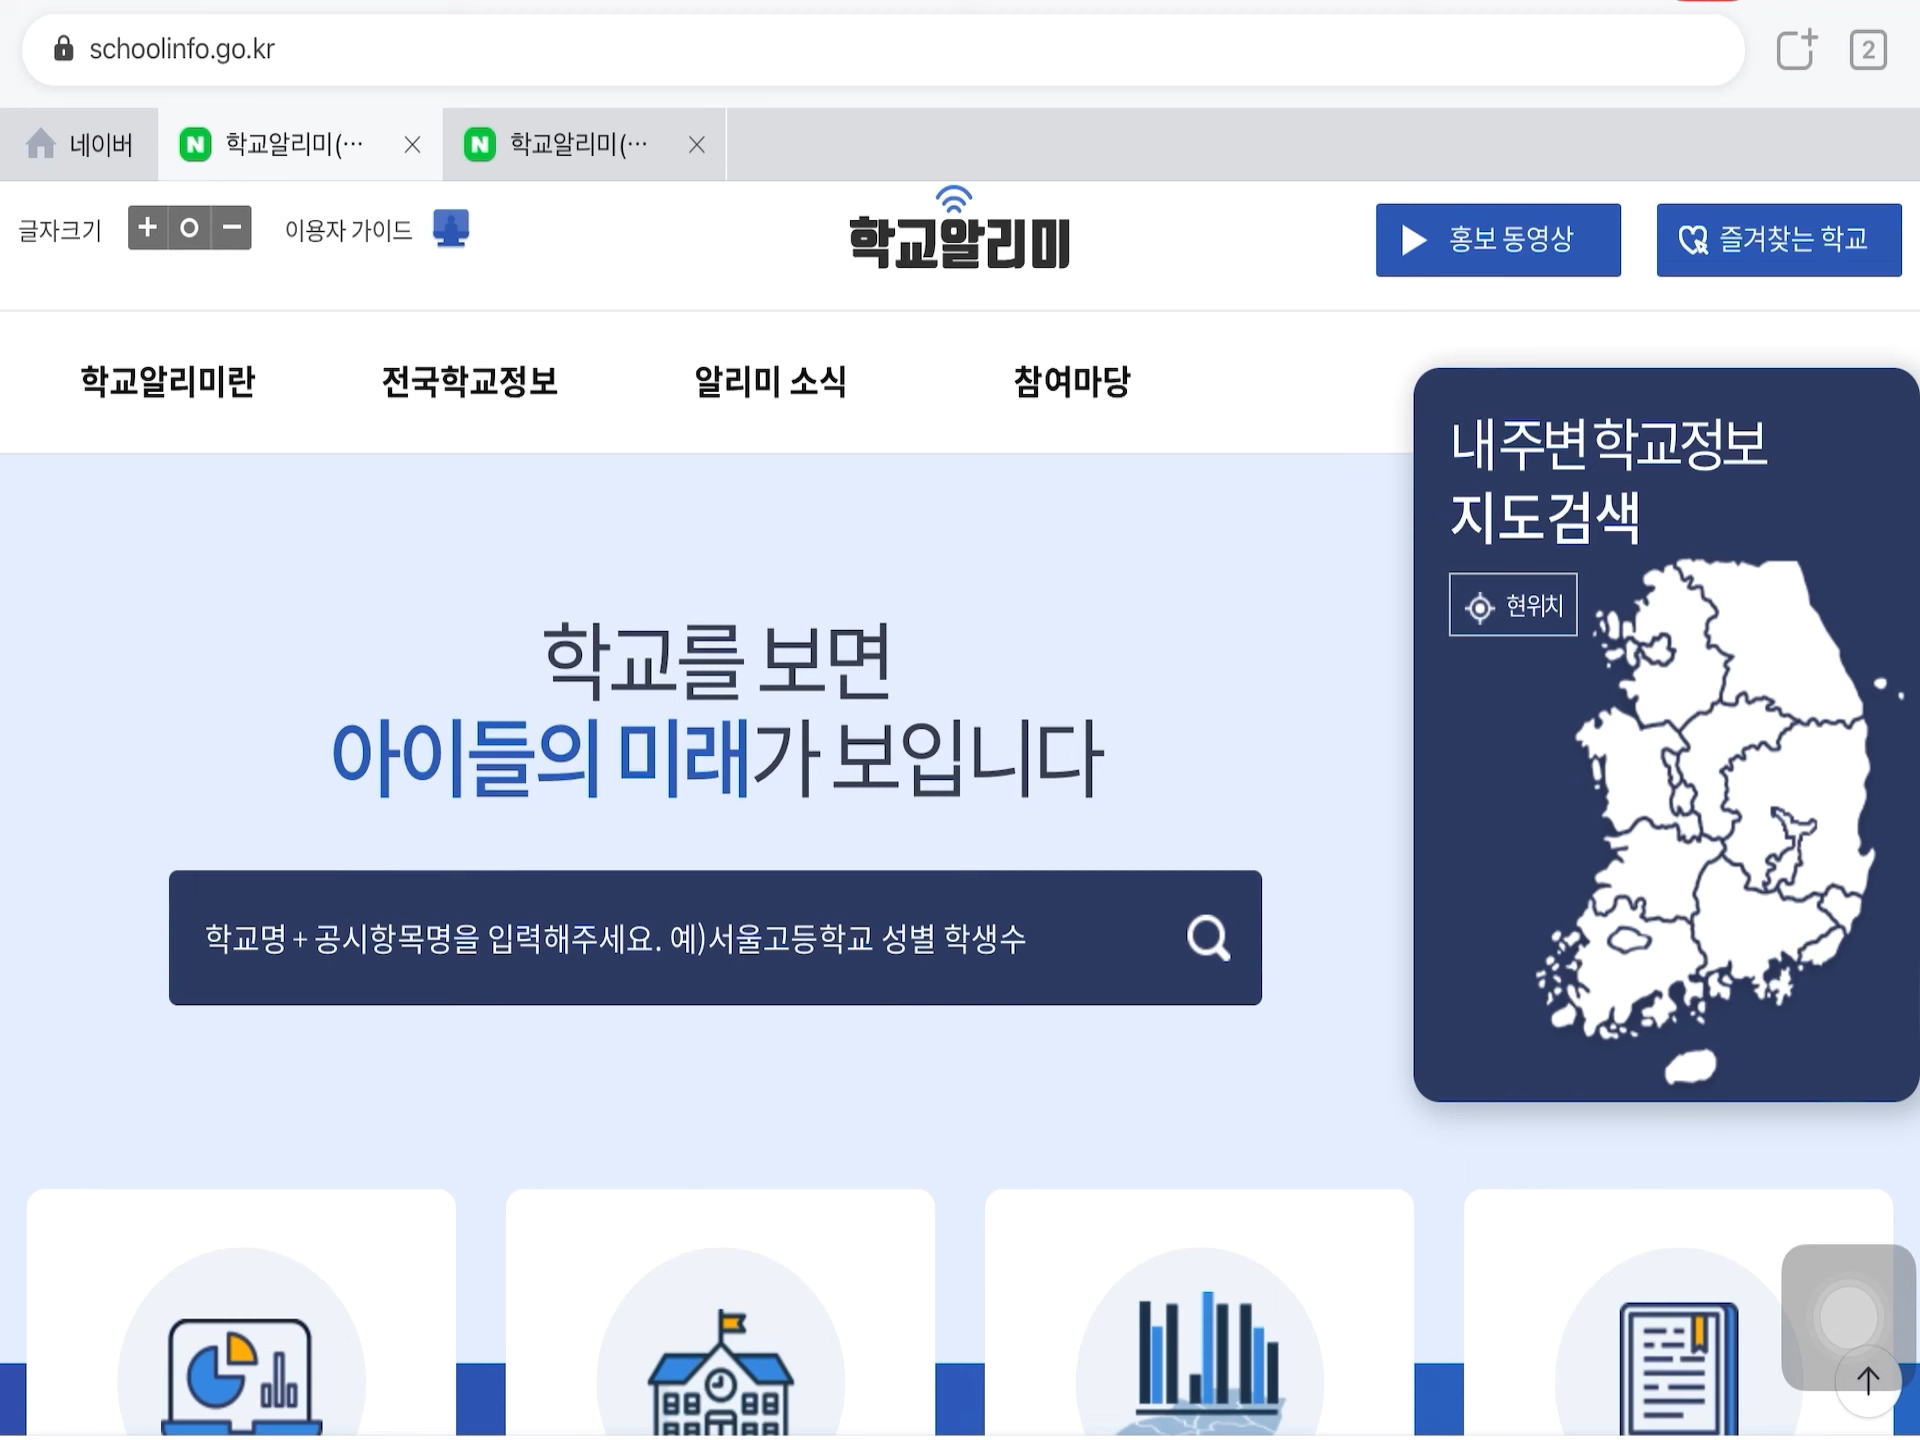 schoolinfo.go.kr
2
네이버
학교알리미(…
학교알리미(…
글자크기
이용자 가이드
학교알리미
홍보 동영상
즐겨찾는 학교
학교알리미란
전국학교정보
알리미 소식
참여마당
내 주변 학교정보
지도검색
현위치
학교를 보면
아이들의 미래가 보입니다
학교명 + 공시항목명을 입력해주세요. 예)서울고등학교 성별 학생수